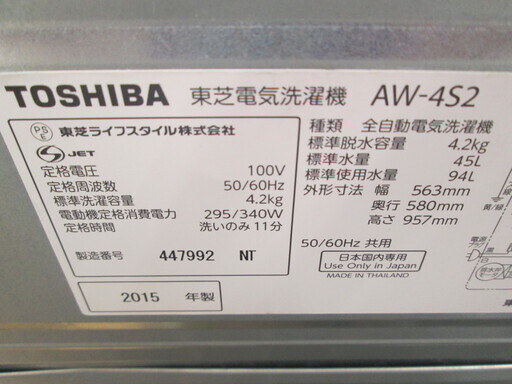 TOSHIBA 東芝電気洗濯機 AW-4S2
PS E 東芝ライフスタイル株式会社
S JET
定格電圧 100V
定格周波数 50/60Hz
標準洗濯容量 4.2kg
電動機定格消費電力 295/340W
定格時間 洗いのみ 11分
製造番号 447992 NT
2015 年製
種類 全自動電気洗濯機
標準脱水容量 4.2kg
標準水量 45L
標準使用水量 94L
外形寸法 幅 563mm
奥行 580mm
高さ 957mm
50/60Hz 共用
日本国内専用
Use Only in Japan
MADE IN THAILAND